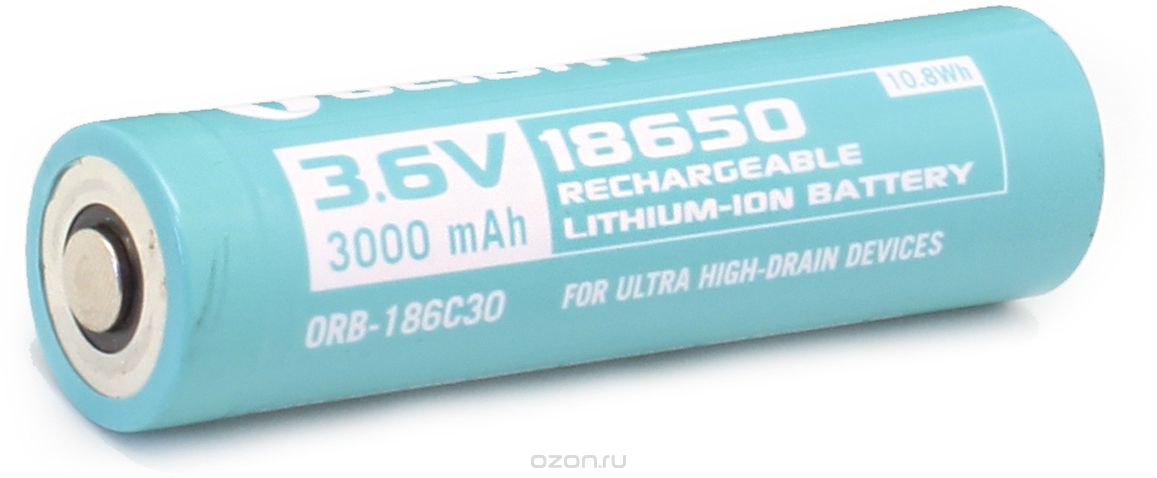 10.8Wh
3.6V
3000 mAh
18650
RECHARGEABLE
LITHIUM-ION BATTERY
ORB-186C30
FOR ULTRA HIGH-DRAIN DEVICES
ozon.ru